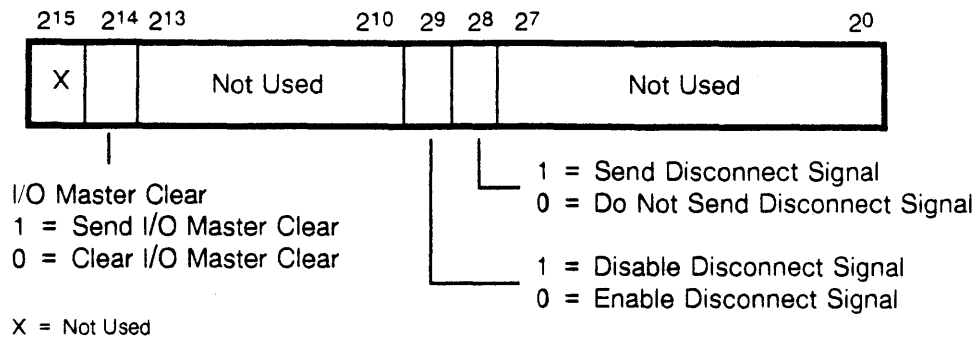 2¹⁵ 2¹⁴ 2¹³ 2¹⁰ 2⁹ 2⁸ 2⁷ 2⁰
X Not Used Not Used
I/O Master Clear
1 = Send I/O Master Clear
0 = Clear I/O Master Clear
1 = Send Disconnect Signal
0 = Do Not Send Disconnect Signal
1 = Disable Disconnect Signal
0 = Enable Disconnect Signal
X = Not Used